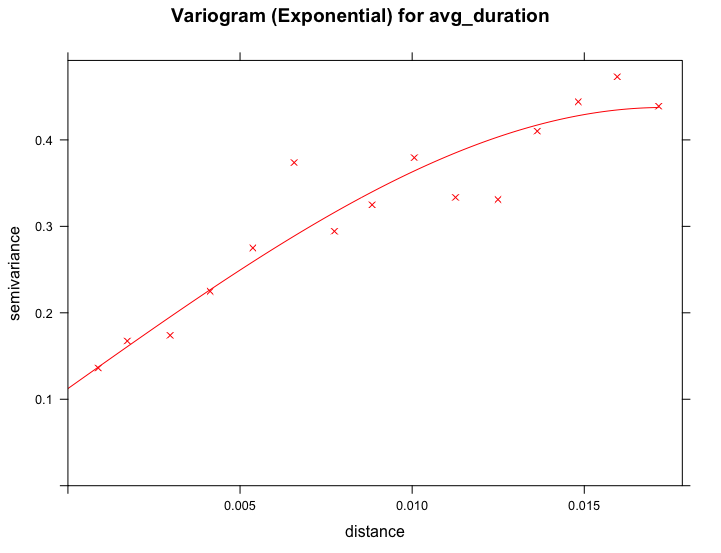 Variogram (Exponential) for avg_duration
semivariance
0.4
0.3
0.2
0.1
0.005 0.010 0.015
distance